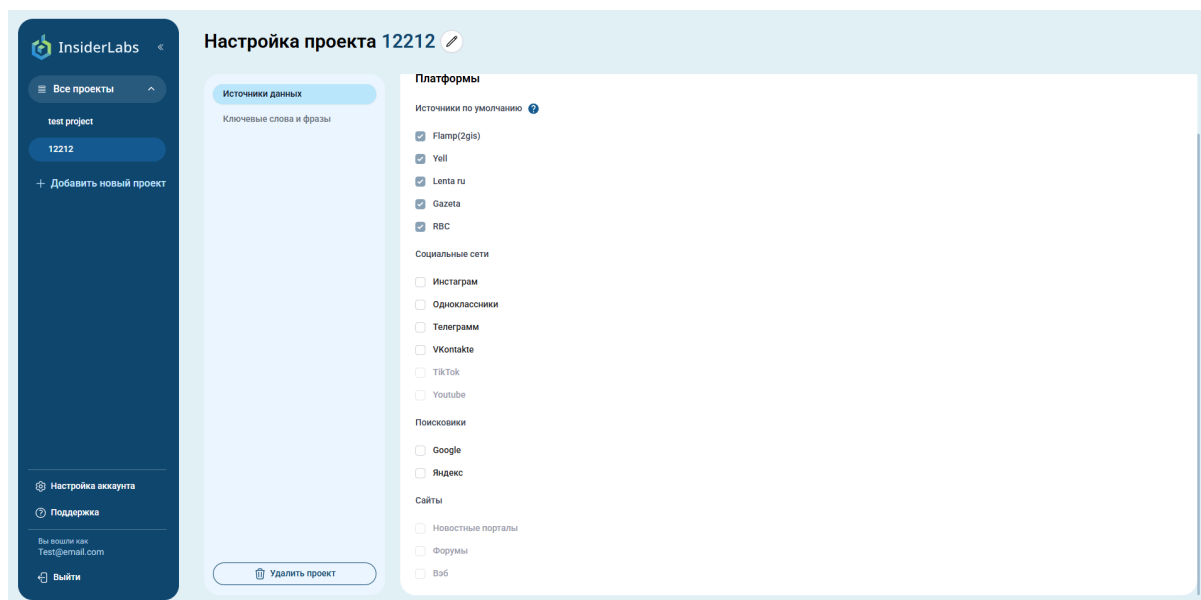 InsiderLabs
Все проекты
test project
12212
Добавить новый проект
Настройка аккаунта
Поддержка
Вы вошли как
Test@email.com
Выйти
Настройка проекта 12212
Источники данных
Ключевые слова и фразы
Удалить проект
Платформы
Источники по умолчанию ?
Flamp(2gis)
Yell
Lenta ru
Gazeta
RBC
Социальные сети
Инстаграм
Одноклассники
Телеграмм
VKontakte
TikTok
Youtube
Поисковики
Google
Яндекс
Сайты
Новостные порталы
Форумы
Вэб